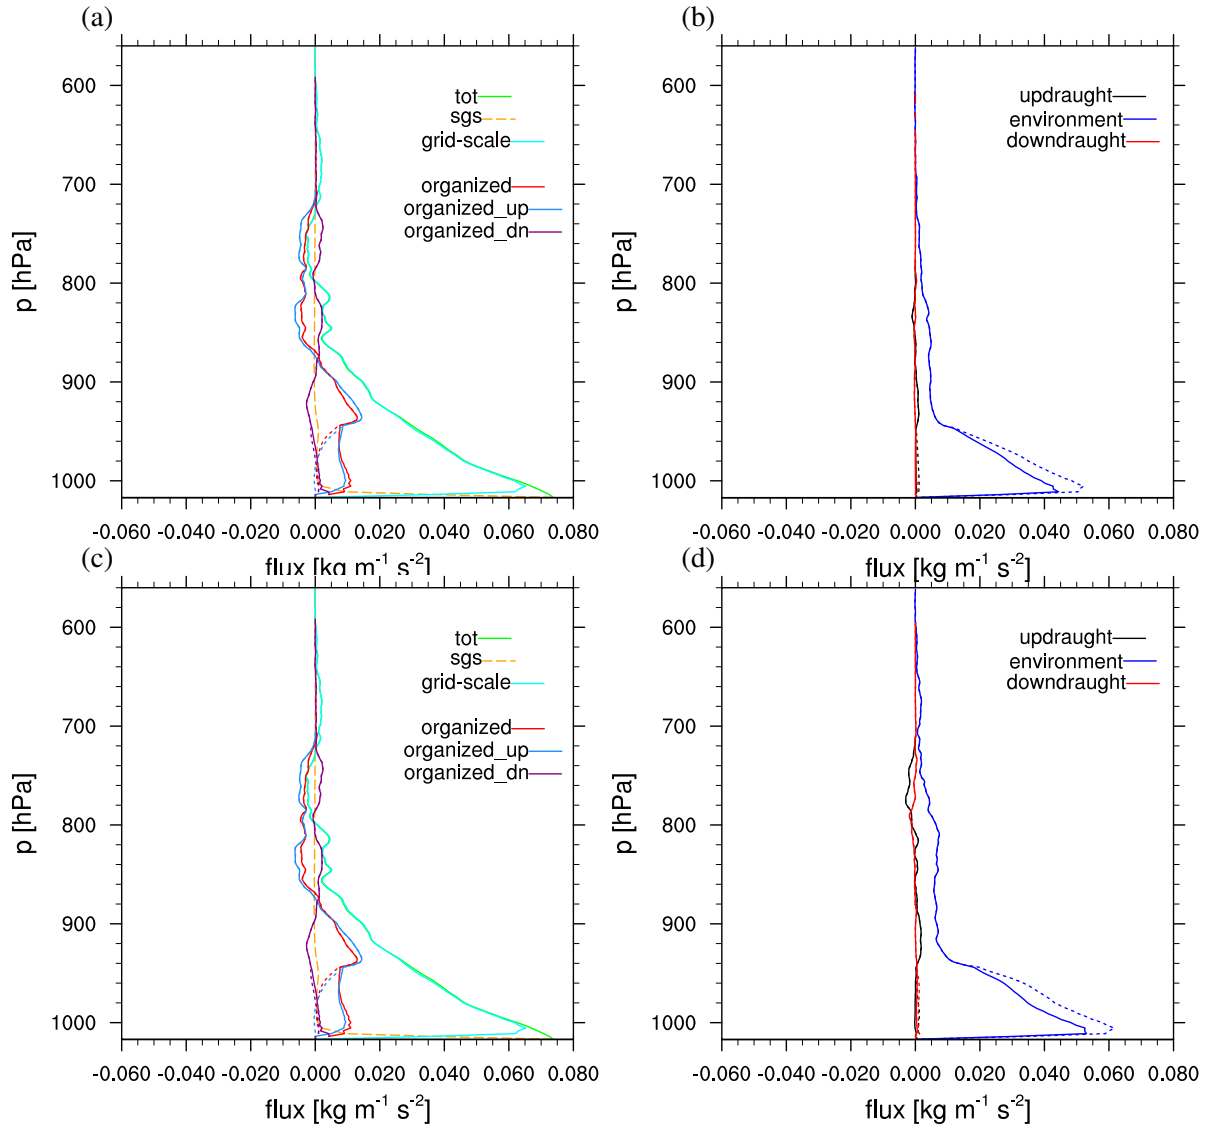 (a)
600
700
800
900
1000
p [hPa]
tot
sgs
grid-scale
organized
organized_up
organized_dn
-0.060 -0.040 -0.020 0.000 0.020 0.040 0.060 0.080
flux [kg m-1 s-2]
(b)
600
700
800
900
1000
p [hPa]
updraught
environment
downdraught
-0.060 -0.040 -0.020 0.000 0.020 0.040 0.060 0.080
flux [kg m-1 s-2]
(c)
600
700
800
900
1000
p [hPa]
tot
sgs
grid-scale
organized
organized_up
organized_dn
-0.060 -0.040 -0.020 0.000 0.020 0.040 0.060 0.080
flux [kg m-1 s-2]
(d)
600
700
800
900
1000
p [hPa]
updraught
environment
downdraught
-0.060 -0.040 -0.020 0.000 0.020 0.040 0.060 0.080
flux [kg m-1 s-2]